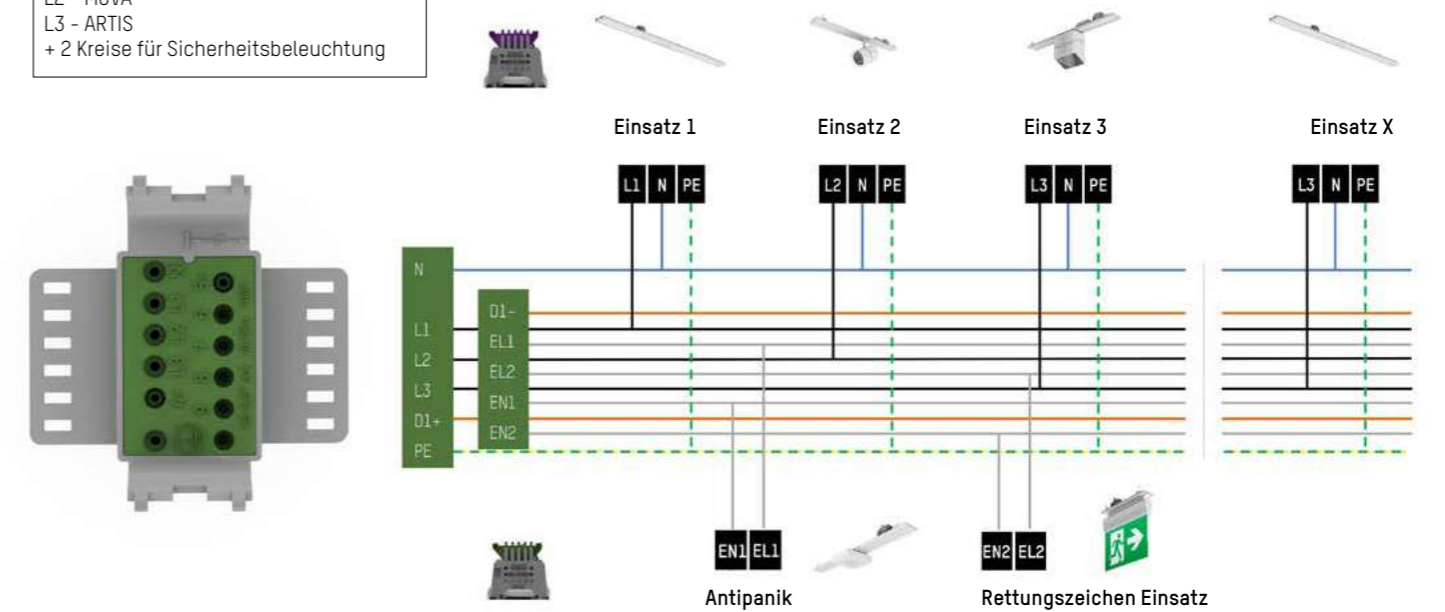 L2 - MOVA
L3 - ARTIS
+ 2 Kreise für Sicherheitsbeleuchtung
Einsatz 1
Einsatz 2
Einsatz 3
Einsatz X
L1 N PE
L2 N PE
L3 N PE
L3 N PE
N
D1-
L1
EL1
L2
EL2
L3
EN1
D1+
EN2
PE
EN1 EL1
EN2 EL2
Antipanik
Rettungszeichen Einsatz